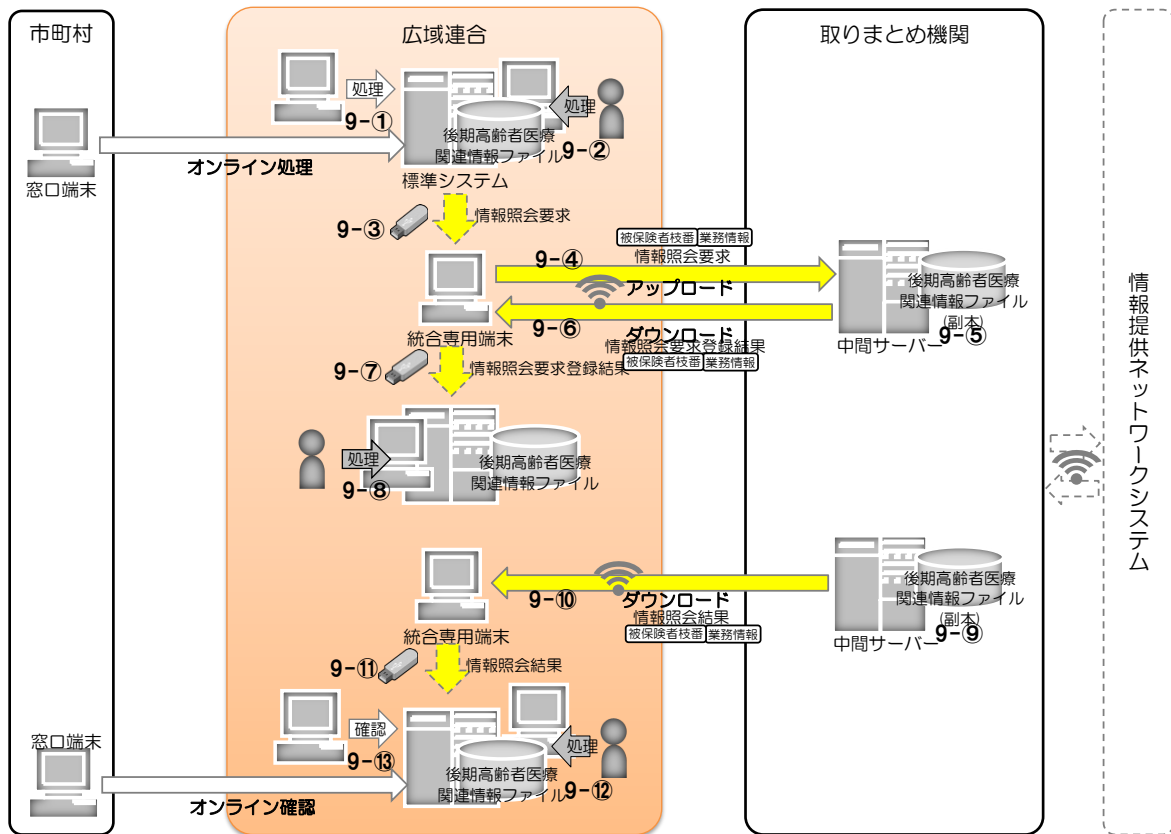 市町村
広域連合
取りまとめ機関
処理
9-①
処理
9-②
後期高齢者医療
関連情報ファイル
オンライン処理
窓口端末
標準システム
9-③
情報照会要求
被保険者枝番 業務情報
9-④
情報照会要求
アップロード
後期高齢者医療
関連情報ファイル
(副本)
9-⑤
中間サーバー
9-⑥
ダウンロード
情報照会要求登録結果
被保険者枝番 業務情報
統合専用端末
9-⑦
情報照会要求登録結果
処理
9-⑧
後期高齢者医療
関連情報ファイル
情報提供ネットワークシステム
9-⑩
ダウンロード
情報照会結果
被保険者枝番 業務情報
後期高齢者医療
関連情報ファイル
(副本)
9-⑨
中間サーバー
統合専用端末
9-⑪
情報照会結果
確認
9-⑬
処理
9-⑫
後期高齢者医療
関連情報ファイル
窓口端末
オンライン確認